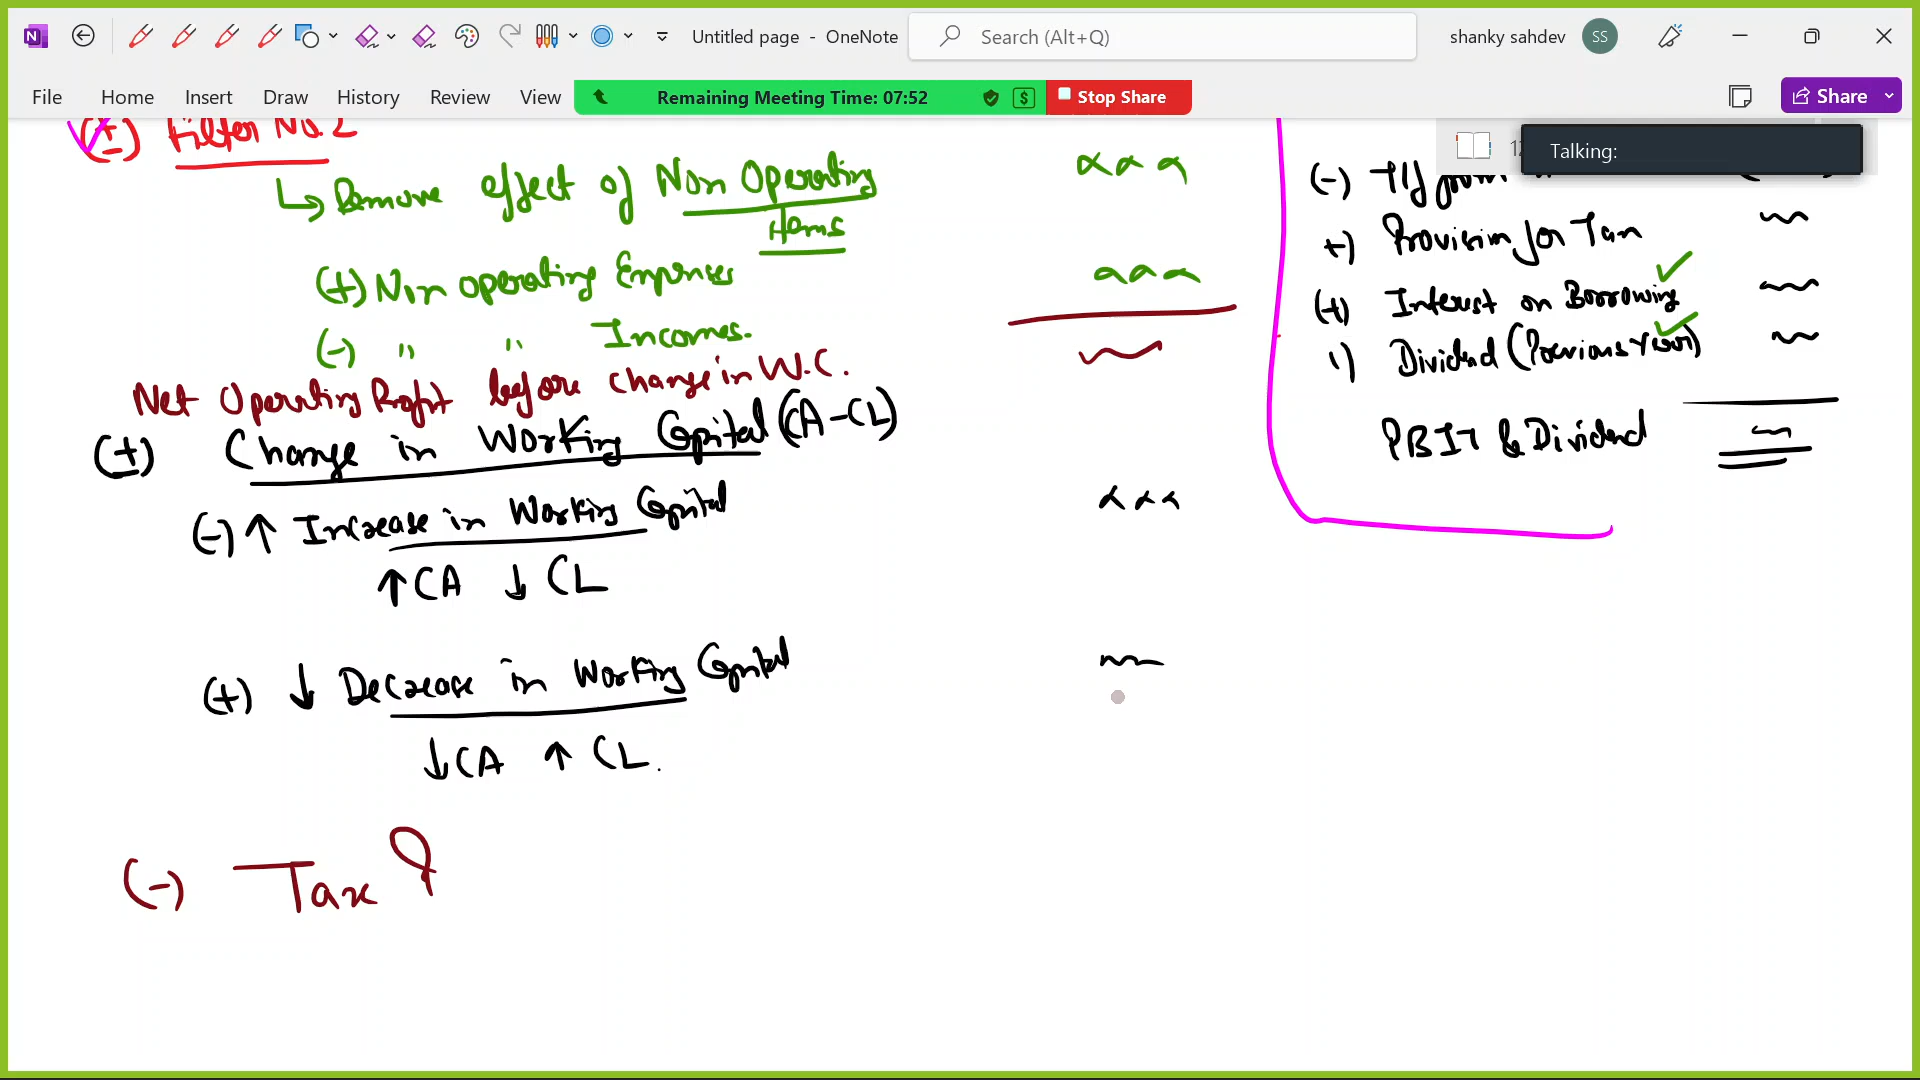 Untitled page - OneNote
Search (Alt+Q)
shanky sahdev
SS
File Home Insert Draw History Review View
Remaining Meeting Time: 07:52
Stop Share
Share
Talking:
(±) Filter No. 2
↳ Remove effect of Non Operating
Items
(+) Non operating Expenses
(-) " " Incomes.
Net Operating Profit before change in W.C.
(±) Change in Working Capital (CA-CL)
(-) ↑ Increase in Working Capital
↑ CA ↓ CL
(+) ↓ Decrease in Working Capital
↓ CA ↑ CL.
(-) Tax P
(-) Tfr from
+) Provision for Tax
(+) Interest on Borrowing
+) Dividend (Previous Year)
PBIT & Dividend